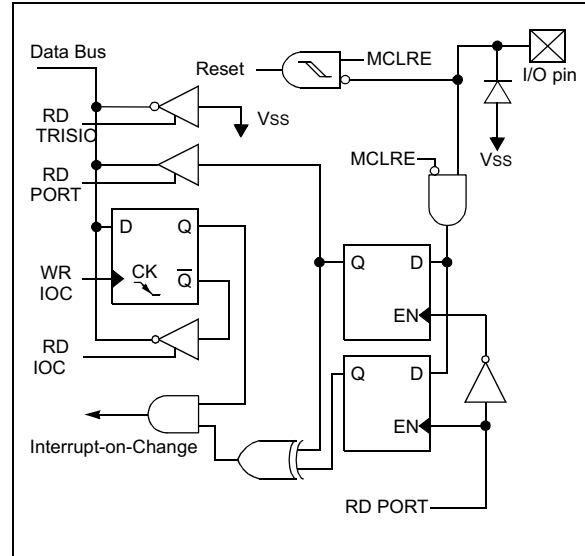 Data Bus
MCLRE
Reset
I/O pin
RD
TRISIO
VSS
VSS
RD
PORT
MCLRE
D
Q
Q
D
WR
IOC
CK
Q
EN
RD
IOC
Q
D
EN
Interrupt-on-Change
RD PORT